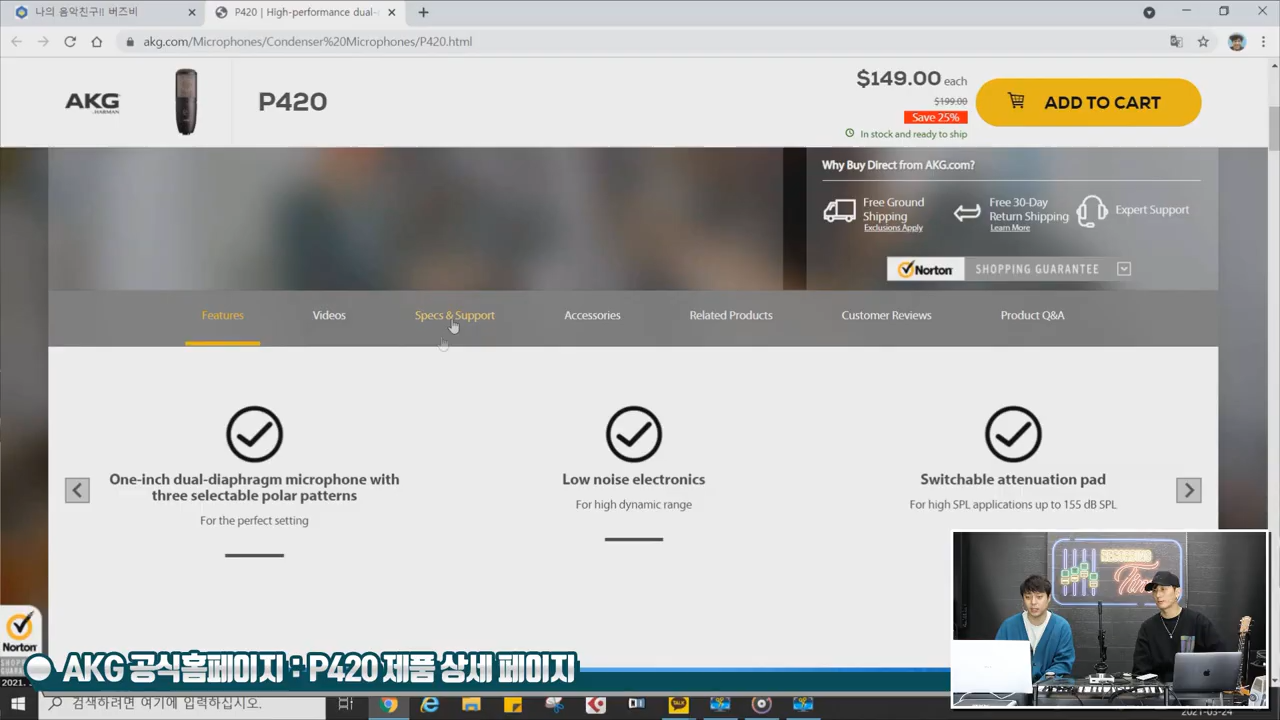 나의 음악친구!! 버즈비
P420 | High-performance dual-
akg.com/Microphones/Condenser%20Microphones/P420.html
AKG
P420
$149.00 each
$199.00
Save 25%
In stock and ready to ship
ADD TO CART
Why Buy Direct from AKG.com?
Free Ground
Shipping
Exclusions Apply
Free 30-Day
Return Shipping
Learn More
Expert Support
Norton
SHOPPING GUARANTEE
Features
Videos
Specs & Support
Accessories
Related Products
Customer Reviews
Product Q&A
One-inch dual-diaphragm microphone with
three selectable polar patterns
For the perfect setting
Low noise electronics
For high dynamic range
Switchable attenuation pad
For high SPL applications up to 155 dB SPL
Norton
AKG 공식홈페이지 : P420 제품 상세 페이지
검색하려면 여기에 입력하십시오.
2021-03-24